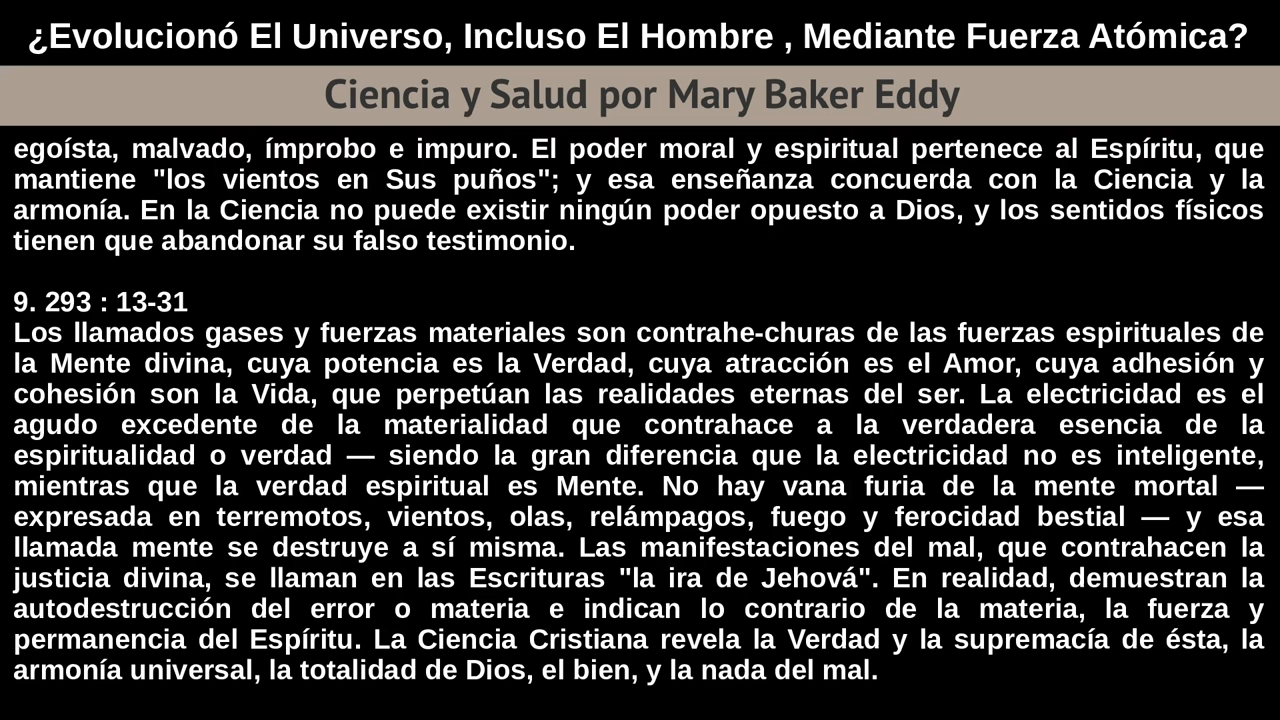 ¿Evolucionó El Universo, Incluso El Hombre , Mediante Fuerza Atómica?
Ciencia y Salud por Mary Baker Eddy
egoísta, malvado, ímprobo e impuro. El poder moral y espiritual pertenece al Espíritu, que
mantiene "los vientos en Sus puños"; y esa enseñanza concuerda con la Ciencia y la
armonía. En la Ciencia no puede existir ningún poder opuesto a Dios, y los sentidos físicos
tienen que abandonar su falso testimonio.
9. 293 : 13-31
Los llamados gases y fuerzas materiales son contrahe-churas de las fuerzas espirituales de
la Mente divina, cuya potencia es la Verdad, cuya atracción es el Amor, cuya adhesión y
cohesión son la Vida, que perpetúan las realidades eternas del ser. La electricidad es el
agudo excedente de la materialidad que contrahace a la verdadera esencia de la
espiritualidad o verdad — siendo la gran diferencia que la electricidad no es inteligente,
mientras que la verdad espiritual es Mente. No hay vana furia de la mente mortal —
expresada en terremotos, vientos, olas, relámpagos, fuego y ferocidad bestial — y esa
llamada mente se destruye a sí misma. Las manifestaciones del mal, que contrahacen la
justicia divina, se llaman en las Escrituras "la ira de Jehová". En realidad, demuestran la
autodestrucción del error o materia e indican lo contrario de la materia, la fuerza y
permanencia del Espíritu. La Ciencia Cristiana revela la Verdad y la supremacía de ésta, la
armonía universal, la totalidad de Dios, el bien, y la nada del mal.